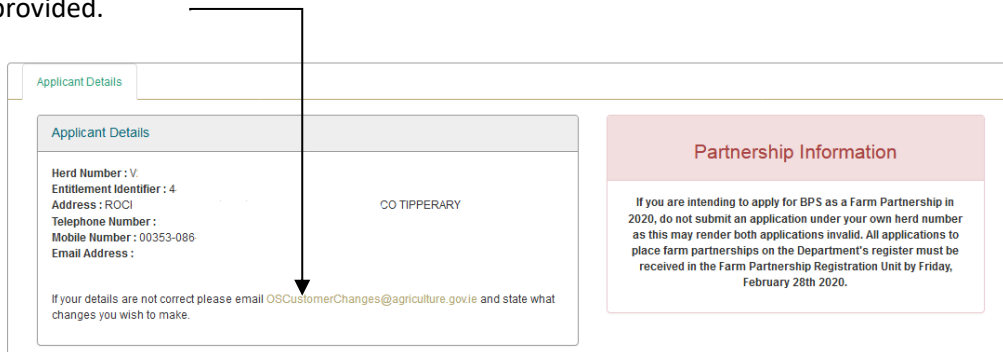 provided.
Applicant Details
Applicant Details
Herd Number : V
Entitlement Identifier : 4
Address : ROCI CO TIPPERARY
Telephone Number :
Mobile Number : 00353-086
Email Address :
If your details are not correct please email OSCustomerChanges@agriculture.gov.ie and state what
changes you wish to make.
Partnership Information
If you are intending to apply for BPS as a Farm Partnership in
2020, do not submit an application under your own herd number
as this may render both applications invalid. All applications to
place farm partnerships on the Department's register must be
received in the Farm Partnership Registration Unit by Friday,
February 28th 2020.